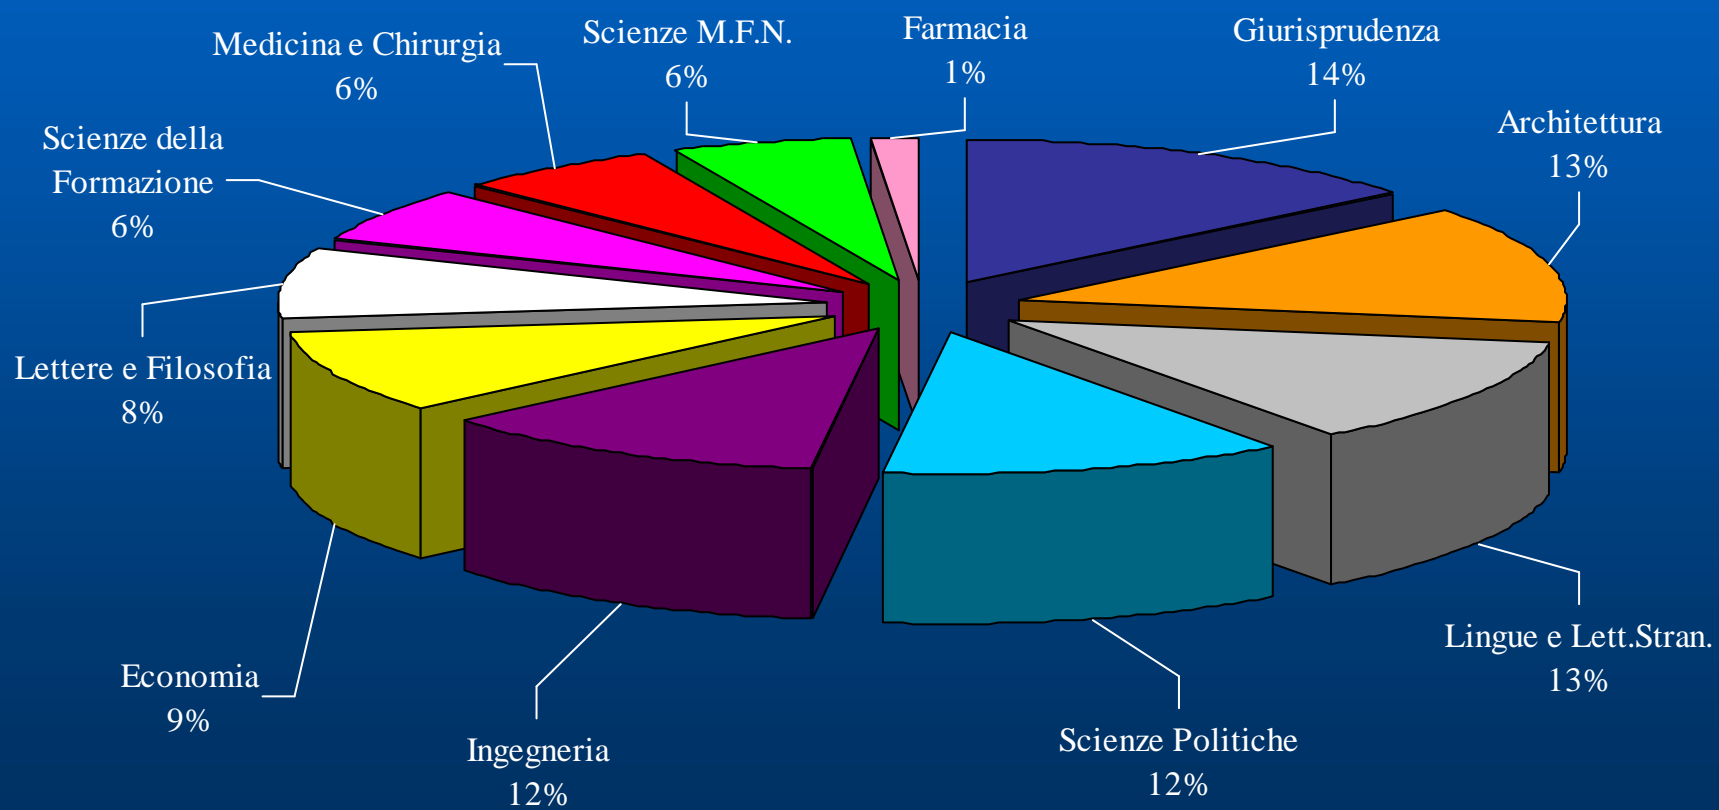 Giurisprudenza
14%
Architettura
13%
Lingue e Lett.Stran.
13%
Scienze Politiche
12%
Ingegneria
12%
Economia
9%
Lettere e Filosofia
8%
Scienze della
Formazione
6%
Medicina e Chirurgia
6%
Scienze M.F.N.
6%
Farmacia
1%